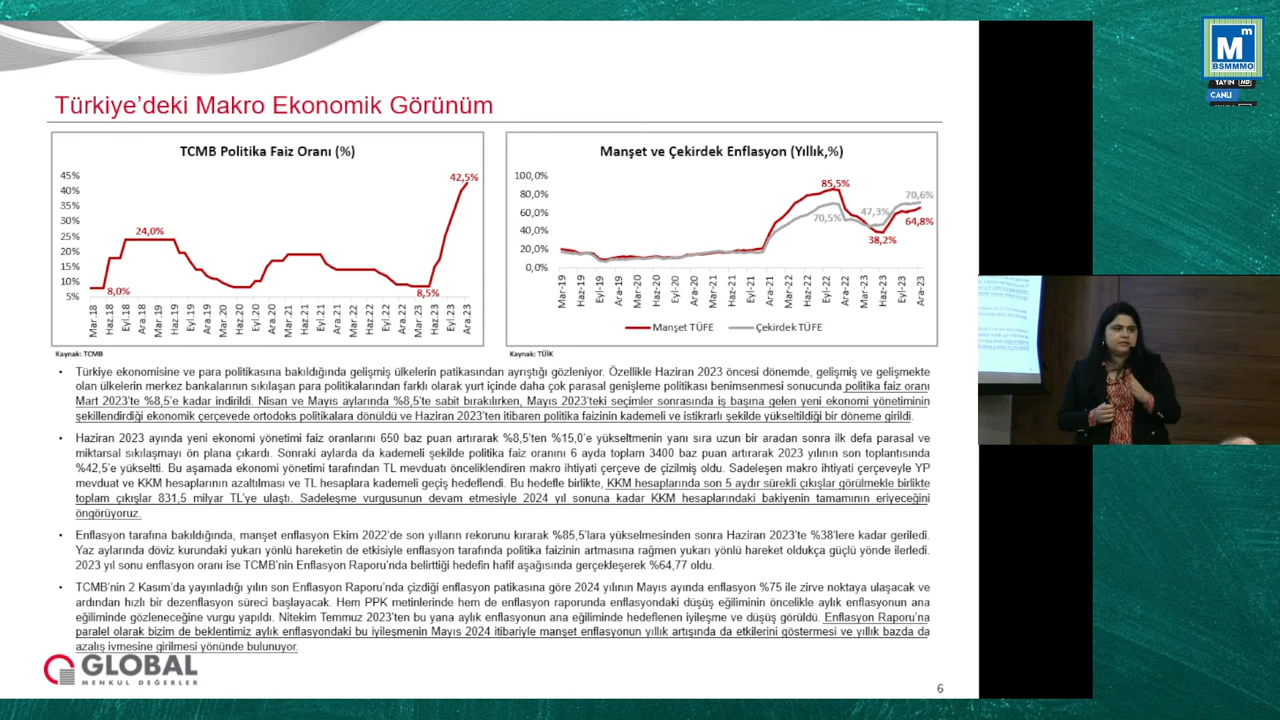 Mm
BSMMMO
YAYIN HD
CANLI
Türkiye'deki Makro Ekonomik Görünüm
TCMB Politika Faiz Oranı (%)
45%
40%
35%
30%
25%
20%
15%
10%
5%
24,0%
8,0%
8,5%
42,5%
Mar.18
Haz.18
Eyl.18
Ara.18
Mar.19
Haz.19
Eyl.19
Ara.19
Mar.20
Haz.20
Eyl.20
Ara.20
Mar.21
Haz.21
Eyl.21
Ara.21
Mar.22
Haz.22
Eyl.22
Ara.22
Mar.23
Haz.23
Eyl.23
Ara.23
Kaynak: TCMB
Manşet ve Çekirdek Enflasyon (Yıllık,%)
100,0%
80,0%
60,0%
40,0%
20,0%
0,0%
85,5%
70,5%
47,3%
38,2%
70,6%
64,8%
Mar-19
Haz-19
Eyl-19
Ara-19
Mar-20
Haz-20
Eyl-20
Ara-20
Mar-21
Haz-21
Eyl-21
Ara-21
Mar-22
Haz-22
Eyl-22
Ara-22
Mar-23
Haz-23
Eyl-23
Ara-23
Manşet TÜFE
Çekirdek TÜFE
Kaynak: TÜİK
• Türkiye ekonomisine ve para politikasına bakıldığında gelişmiş ülkelerin patikasından ayrıştığı gözleniyor. Özellikle Haziran 2023 öncesi dönemde, gelişmiş ve gelişmekte
olan ülkelerin merkez bankalarının sıkılaşan para politikalarından farklı olarak yurt içinde daha çok parasal genişleme politikası benimsenmesi sonucunda politika faiz oranı
Mart 2023'te %8,5'e kadar indirildi. Nisan ve Mayıs aylarında %8,5'te sabit bırakılırken, Mayıs 2023'teki seçimler sonrasında iş başına gelen yeni ekonomi yönetiminin
şekillendirdiği ekonomik çerçevede ortodoks politikalara dönüldü ve Haziran 2023'ten itibaren politika faizinin kademeli ve istikrarlı şekilde yükseltildiği bir döneme girildi.
• Haziran 2023 ayında yeni ekonomi yönetimi faiz oranlarını 650 baz puan artırarak %8,5'ten %15,0'e yükseltmenin yanı sıra uzun bir aradan sonra ilk defa parasal ve
miktarsal sıkılaşmayı ön plana çıkardı. Sonraki aylarda da kademeli şekilde politika faiz oranını 6 ayda toplam 3400 baz puan artırarak 2023 yılının son toplantısında
%42,5'e yükseltti. Bu aşamada ekonomi yönetimi tarafından TL mevduatı önceliklendiren makro ihtiyati çerçeve de çizilmiş oldu. Sadeleşen makro ihtiyati çerçeveyle YP
mevduat ve KKM hesaplarının azaltılması ve TL hesaplara kademeli geçiş hedeflendi. Bu hedefle birlikte, KKM hesaplarında son 5 aydır sürekli çıkışlar görülmekle birlikte
toplam çıkışlar 831,5 milyar TL'ye ulaştı. Sadeleşme vurgusunun devam etmesiyle 2024 yıl sonuna kadar KKM hesaplarındaki bakiyenin tamamının eriyeceğini
öngörüyoruz.
• Enflasyon tarafına bakıldığında, manşet enflasyon Ekim 2022'de son yılların rekorunu kırarak %85,5'lara yükselmesinden sonra Haziran 2023'te %38'lere kadar geriledi.
Yaz aylarında döviz kurundaki yukarı yönlü hareketin de etkisiyle enflasyon tarafında politika faizinin artmasına rağmen yukarı yönlü hareket oldukça güçlü yönde ilerledi.
2023 yıl sonu enflasyon oranı ise TCMB'nin Enflasyon Raporu'nda belirttiği hedefin hafif aşağısında gerçekleşerek %64,77 oldu.
• TCMB'nin 2 Kasım'da yayınladığı yılın son Enflasyon Raporu'nda çizdiği enflasyon patikasına göre 2024 yılının Mayıs ayında enflasyon %75 ile zirve noktaya ulaşacak ve
ardından hızlı bir dezenflasyon süreci başlayacak. Hem PPK metinlerinde hem de enflasyon raporunda enflasyondaki düşüş eğiliminin öncelikle aylık enflasyonun ana
eğiliminde gözleneceğine vurgu yapıldı. Nitekim Temmuz 2023'ten bu yana aylık enflasyonun ana eğiliminde hedeflenen iyileşme ve düşüş görüldü. Enflasyon Raporu'na
paralel olarak bizim de beklentimiz aylık enflasyondaki bu iyileşmenin Mayıs 2024 itibariyle manşet enflasyonun yıllık artışında da etkilerini göstermesi ve yıllık bazda da
azalış ivmesine girilmesi yönünde bulunuyor.
GLOBAL
MENKUL DEĞERLER
6